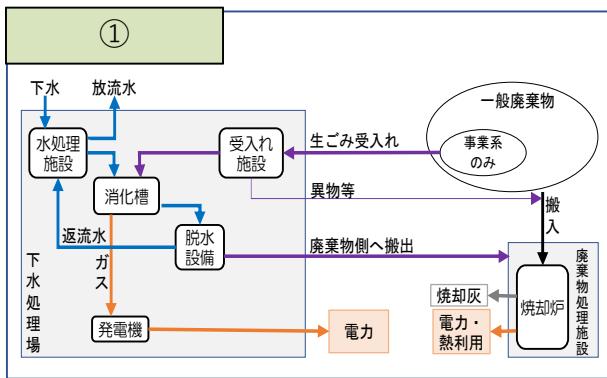 ①
下水
放流水
一般廃棄物
水処理
施設
受入れ
施設
生ごみ受入れ
事業系
のみ
消化槽
異物等
搬入
返流水
脱水
設備
廃棄物側へ搬出
ガス
下水処理場
廃棄物処理施設
焼却灰
焼却炉
発電機
電力
電力・
熱利用